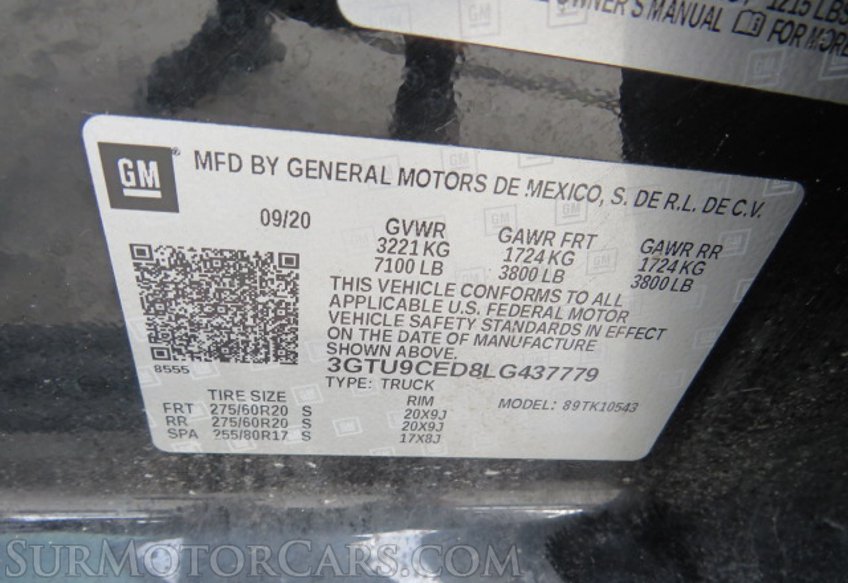 1215 LBS
OWNER'S MANUAL
FOR MORE
GM
GM ® MFD BY GENERAL MOTORS DE MEXICO, S. DE R.L. DE C.V.
09/20
GVWR GAWR FRT GAWR RR
3221 KG 1724 KG 1724 KG
7100 LB 3800 LB 3800 LB
THIS VEHICLE CONFORMS TO ALL
APPLICABLE U.S. FEDERAL MOTOR
VEHICLE SAFETY STANDARDS IN EFFECT
ON THE DATE OF MANUFACTURE
SHOWN ABOVE.
8555
3GTU9CED8LG437779
TYPE: TRUCK
MODEL: 89TK10543
TIRE SIZE RIM
FRT 275/60R20 S 20X9J
RR 275/60R20 S 20X9J
SPA 255/80R17 S 17X8J
SURMOTORCARS.COM